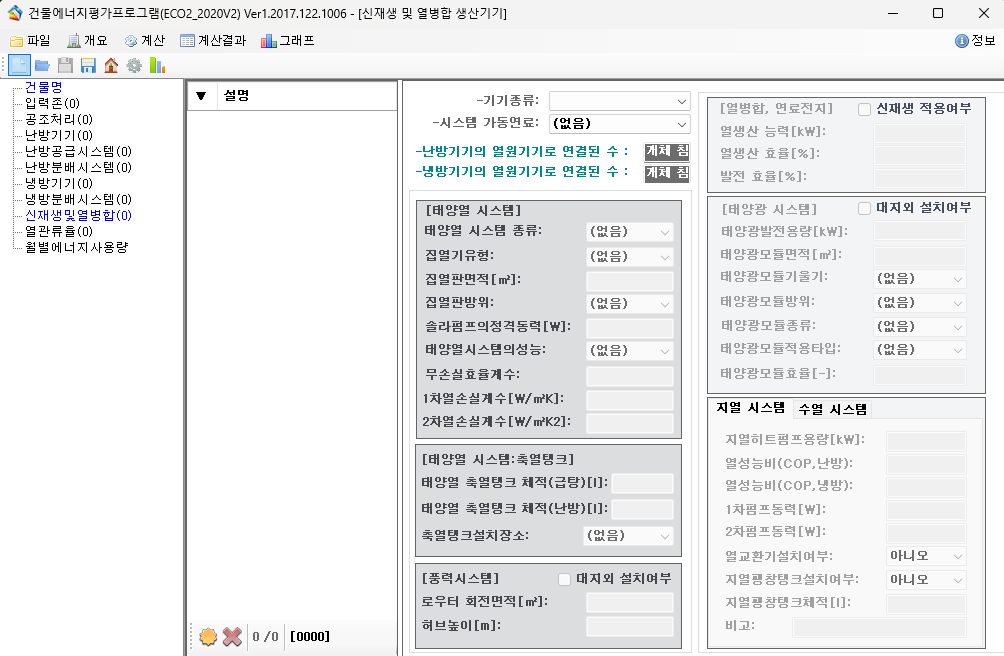 건물에너지평가프로그램(ECO2_2020V2) Ver1.2017.122.1006 - [신재생 및 열병합 생산기기]
파일 개요 계산 계산결과 그래프 정보
건물명
입력존(0)
공조처리(0)
난방기기(0)
난방공급시스템(0)
난방분배시스템(0)
냉방기기(0)
냉방분배시스템(0)
신재생및열병합(0)
열관류율(0)
월별에너지사용량
▼ 설명
0 /0 [0000]
-기기종류:
-시스템 가동연료: (없음)
-난방기기의 열원기기로 연결된 수 : 개체 침
-냉방기기의 열원기기로 연결된 수 : 개체 침
[태양열 시스템]
태양열 시스템 종류: (없음)
집열기유형: (없음)
집열판면적[㎡]:
집열판방위: (없음)
솔라펌프의정격동력[W]:
태양열시스템의성능: (없음)
무손실효율계수:
1차열손실계수[W/㎡K]:
2차열손실계수[W/㎡K2]:
[태양열 시스템:축열탱크]
태양열 축열탱크 체적(급탕)[l]:
태양열 축열탱크 체적(난방)[l]:
축열탱크설치장소: (없음)
[풍력시스템] 대지외 설치여부
로우터 회전면적[㎡]:
허브높이[m]:
[열병합, 연료전지] 신재생 적용여부
열생산 능력[kW]:
열생산 효율[%]:
발전 효율[%]:
[태양광 시스템] 대지외 설치여부
태양광발전용량[kW]:
태양광모듈면적[㎡]:
태양광모듈기울기: (없음)
태양광모듈방위: (없음)
태양광모듈종류: (없음)
태양광모듈적용타입: (없음)
태양광모듈효율[-]:
지열 시스템 수열 시스템
지열히트펌프용량[kW]:
열성능비(COP,난방):
열성능비(COP,냉방):
1차펌프동력[W]:
2차펌프동력[W]:
열교환기설치여부: 아니오
지열팽창탱크설치여부: 아니오
지열팽창탱크체적[l]:
비고: